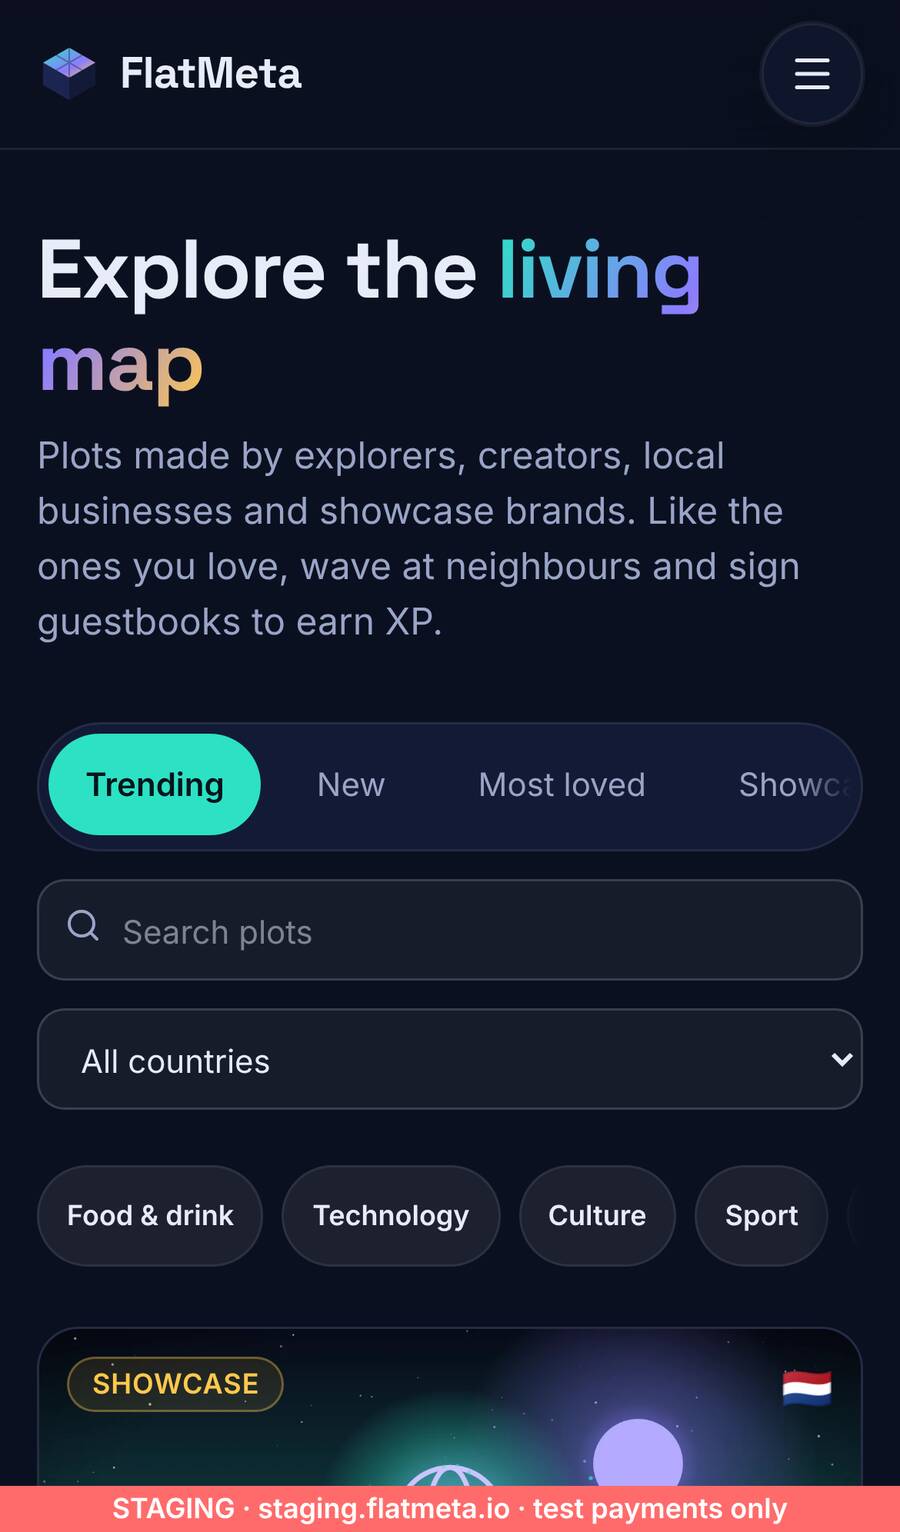 FlatMeta
Explore the living
map
Plots made by explorers, creators, local
businesses and showcase brands. Like the
ones you love, wave at neighbours and sign
guestbooks to earn XP.
Trending New Most loved Showca
Search plots
All countries
Food & drink Technology Culture Sport
SHOWCASE
STAGING · staging.flatmeta.io · test payments only